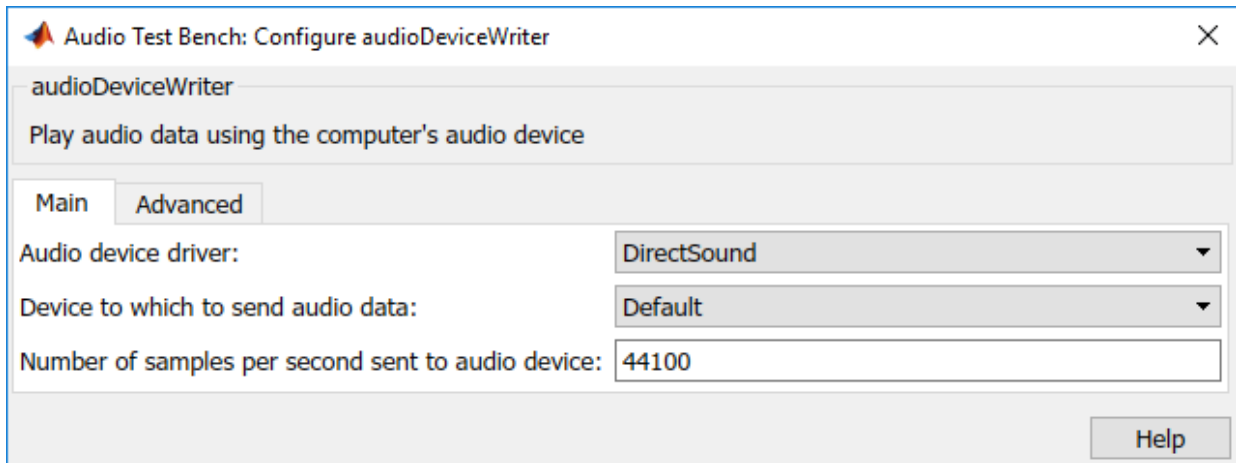 Audio Test Bench: Configure audioDeviceWriter
audioDeviceWriter
Play audio data using the computer's audio device
Main Advanced
Audio device driver: DirectSound
Device to which to send audio data: Default
Number of samples per second sent to audio device: 44100
Help